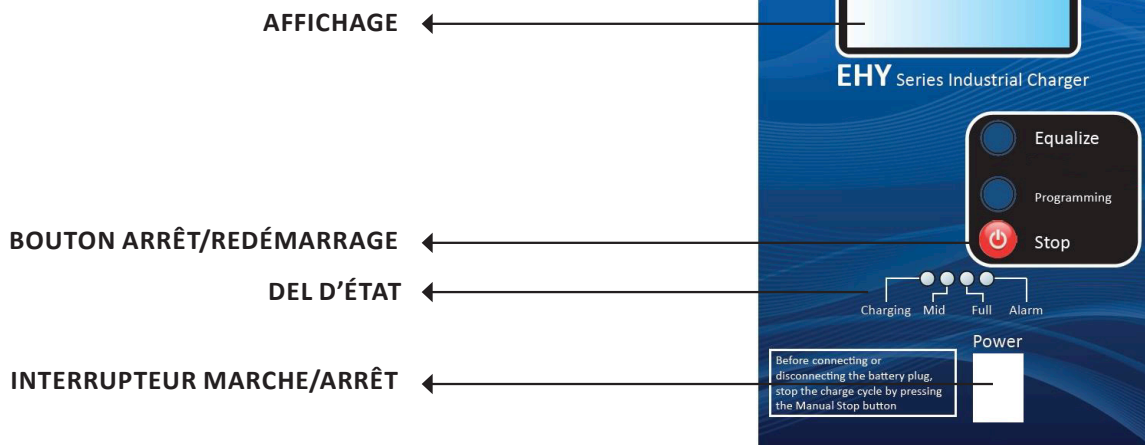 AFFICHAGE
EHY Series Industrial Charger
Equalize
Programming
BOUTON ARRÊT/REDÉMARRAGE
Stop
DEL D’ÉTAT
Charging Mid Full Alarm
Power
INTERRUPTEUR MARCHE/ARRÊT
Before connecting or
disconnecting the battery plug,
stop the charge cycle by pressing
the Manual Stop button